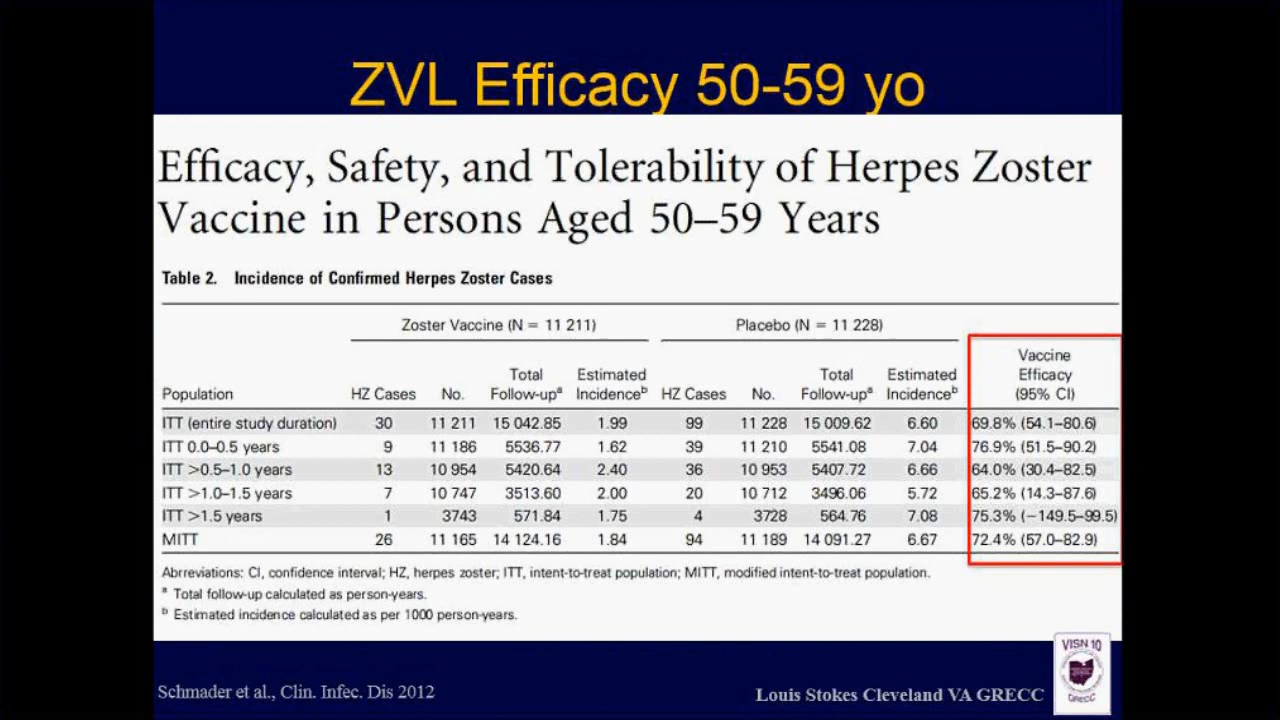 ZVL Efficacy 50-59 yo
Efficacy, Safety, and Tolerability of Herpes Zoster
Vaccine in Persons Aged 50–59 Years
Table 2. Incidence of Confirmed Herpes Zoster Cases
Zoster Vaccine (N = 11 211) Placebo (N = 11 228)
Population HZ Cases No. Total Follow-upᵃ Estimated Incidenceᵇ HZ Cases No. Total Follow-upᵃ Estimated Incidenceᵇ Vaccine Efficacy (95% CI)
ITT (entire study duration) 30 11 211 15 042.85 1.99 99 11 228 15 009.62 6.60 69.8% (54.1–80.6)
ITT 0.0–0.5 years 9 11 186 5536.77 1.62 39 11 210 5541.08 7.04 76.9% (51.5–90.2)
ITT >0.5–1.0 years 13 10 954 5420.64 2.40 36 10 953 5407.72 6.66 64.0% (30.4–82.5)
ITT >1.0–1.5 years 7 10 747 3513.60 2.00 20 10 712 3496.06 5.72 65.2% (14.3–87.6)
ITT >1.5 years 1 3743 571.84 1.75 4 3728 564.76 7.08 75.3% (−149.5–99.5)
MITT 26 11 165 14 124.16 1.84 94 11 189 14 091.27 6.67 72.4% (57.0–82.9)
Abrreviations: CI, confidence interval; HZ, herpes zoster; ITT, intent-to-treat population; MITT, modified intent-to-treat population.
ᵃ Total follow-up calculated as person-years.
ᵇ Estimated incidence calculated as per 1000 person-years.
VISN 10
GRECC
Schmader et al., Clin. Infec. Dis 2012
Louis Stokes Cleveland VA GRECC